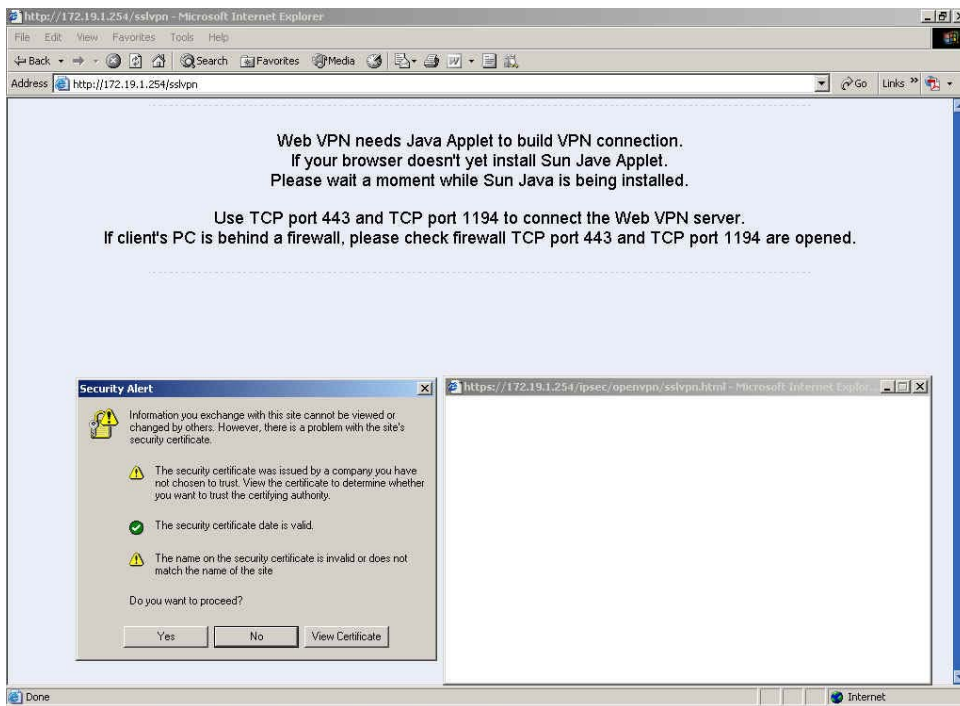 http://172.19.1.254/sslvpn - Microsoft Internet Explorer
File Edit View Favorites Tools Help
Back Search Favorites Media
Address http://172.19.1.254/sslvpn Go Links »
Web VPN needs Java Applet to build VPN connection.
If your browser doesn't yet install Sun Jave Applet.
Please wait a moment while Sun Java is being installed.
Use TCP port 443 and TCP port 1194 to connect the Web VPN server.
If client's PC is behind a firewall, please check firewall TCP port 443 and TCP port 1194 are opened.
Security Alert
Information you exchange with this site cannot be viewed or
changed by others. However, there is a problem with the site's
security certificate.
The security certificate was issued by a company you have
not chosen to trust. View the certificate to determine whether
you want to trust the certifying authority.
The security certificate date is valid.
The name on the security certificate is invalid or does not
match the name of the site
Do you want to proceed?
Yes No View Certificate
https://172.19.1.254/ipsec/openvpn/sslvpn.html - Microsoft Internet Explor...
Done Internet